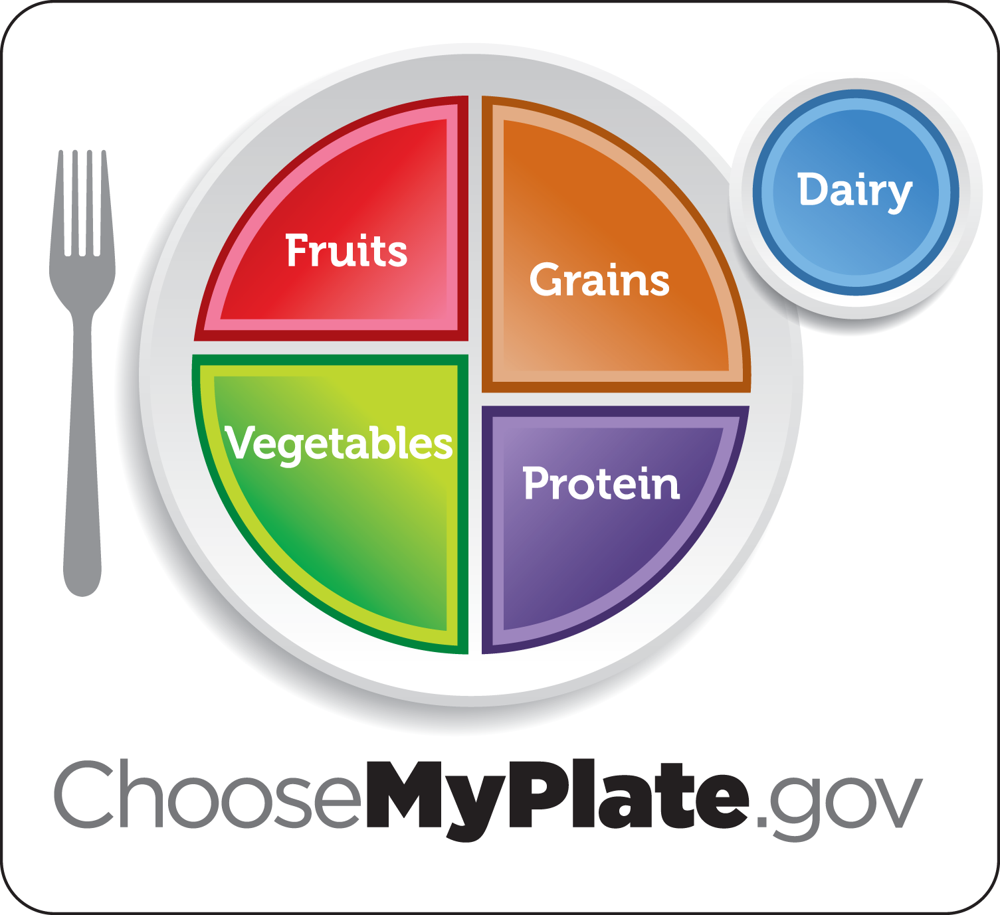 Fruits
Grains
Dairy
Vegetables
Protein
ChooseMyPlate.gov